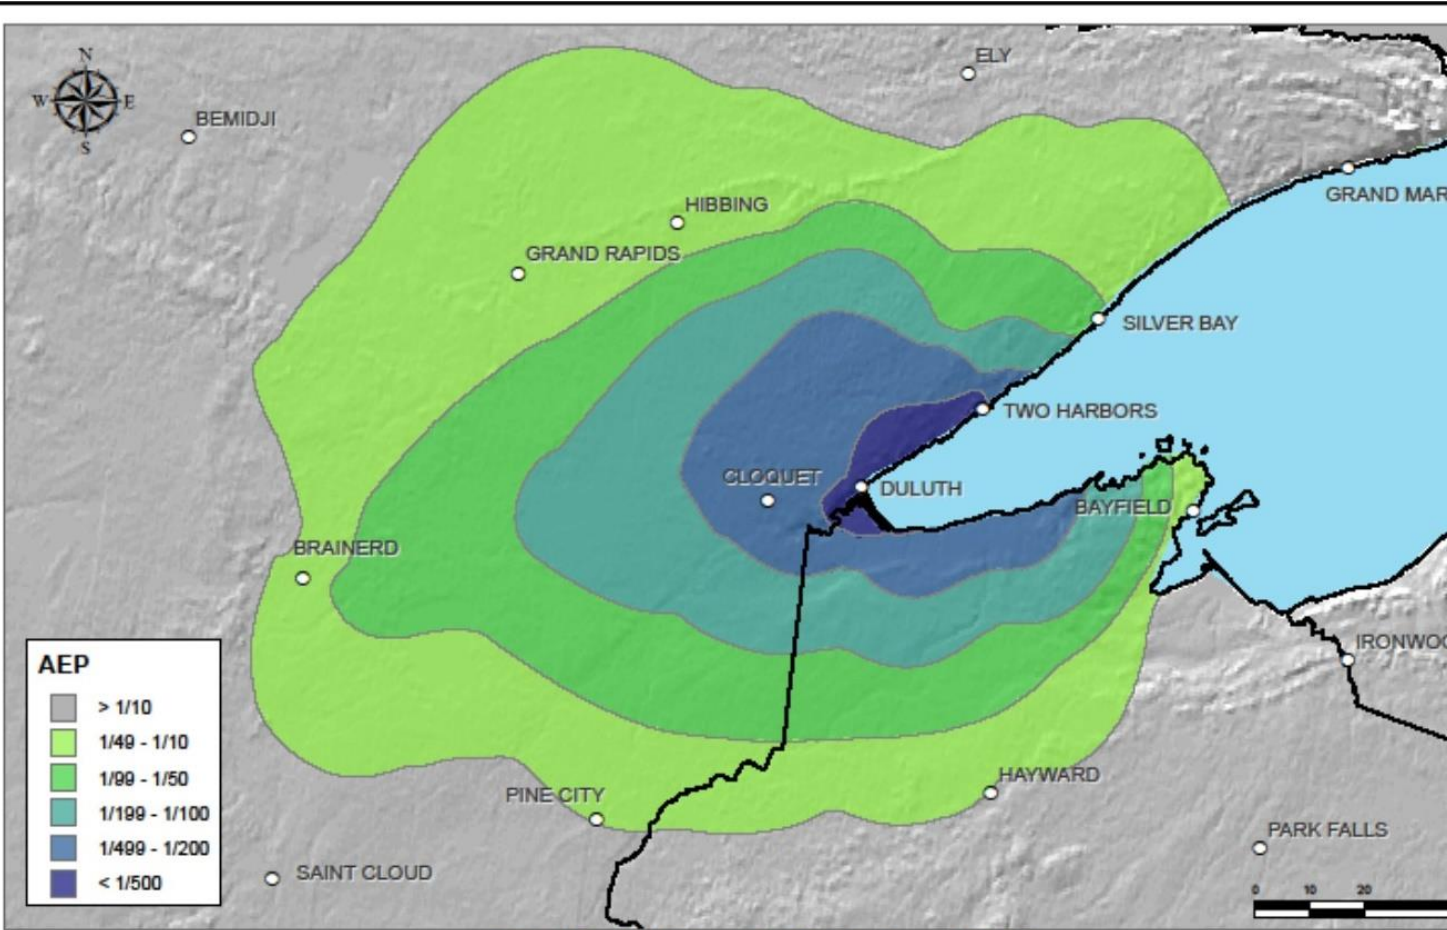 N
W E
S
ELY
BEMIDJI
GRAND MAR
HIBBING
GRAND RAPIDS
SILVER BAY
TWO HARBORS
CLOQUET
DULUTH
BAYFIELD
BRAINERD
IRONWOO
AEP
> 1/10
1/49 - 1/10
1/99 - 1/50
1/199 - 1/100
1/499 - 1/200
< 1/500
HAYWARD
PINE CITY
PARK FALLS
SAINT CLOUD
0 10 20